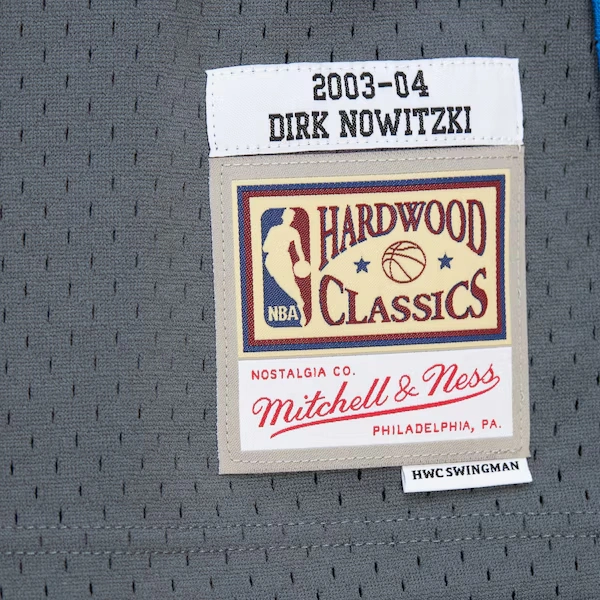 2003-04
DIRK NOWITZKI
HARDWOOD
CLASSICS
NBA
NOSTALGIA CO.
Mitchell & Ness
PHILADELPHIA, PA.
HWC SWINGMAN